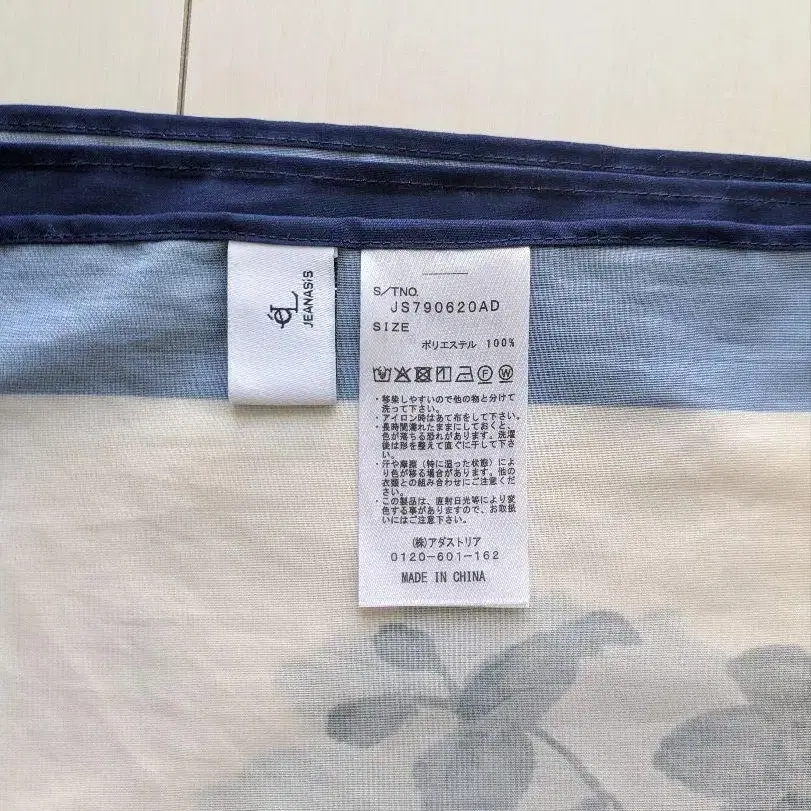 JEANASiS
S/TNO.
JS790620AD
SIZE
ポリエステル 100%
・移染しやすいので他の物と分けて
洗って下さい。
・アイロン時はあて布をして下さい。
・長時間濡れたままにしておくと、
色が落ちる恐れがあります。洗濯
後は形を整えて直ぐに干して下さ
い。
・汗や摩擦（特に湿った状態）によ
り色が移る場合があります。他の
衣類との組み合わせにご注意くださ
い。
・この製品は、直射日光等により変
色する事がありますので、お取扱
いにはご注意下さい。
(株)アダストリア
0120-601-162
MADE IN CHINA